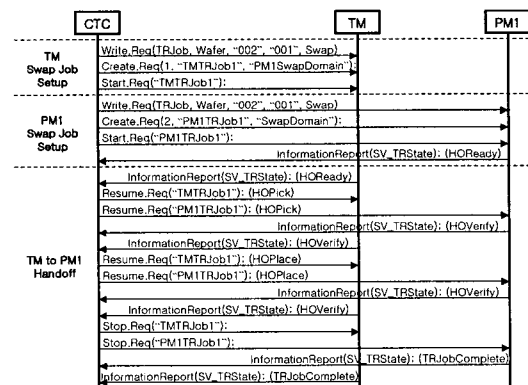 CTC TM PM1
TM
Swap Job
Setup
Write.Req(TRJob, Wafer, "002", "001", Swap)
Create.Req(1, "TMTRJob1", "PM1SwapDomain");
Start.Req("TMTRJob1");
PM1
Swap Job
Setup
Write.Req(TRJob, Wafer, "002", "001", Swap)
Create.Req(2, "PM1TRJob1", "SwapDomain");
Start.Req("PM1TRJob1");
InformationReport(SV_TRState); (HOReady)
TM to PM1
Handoff
InformationReport(SV_TRState); (HOReady)
Resume.Req("TMTRJob1"); (HOPick)
Resume.Req("PM1TRJob1"); (HOPick)
InformationReport(SV_TRState); (HOVerify)
InformationReport(SV_TRState); (HOVerify)
Resume.Req("TMTRJob1"); (HOPlace)
Resume.Req("PM1TRJob1"); (HOPlace)
InformationReport(SV_TRState); (HOVerify)
InformationReport(SV_TRState); (HOVerify)
Stop.Req("TMTRJob1");
Stop.Req("PM1TRJob1");
InformationReport(SV_TRState); (TRJobComplete)
InformationReport(SV_TRState); (TRJobComplete)